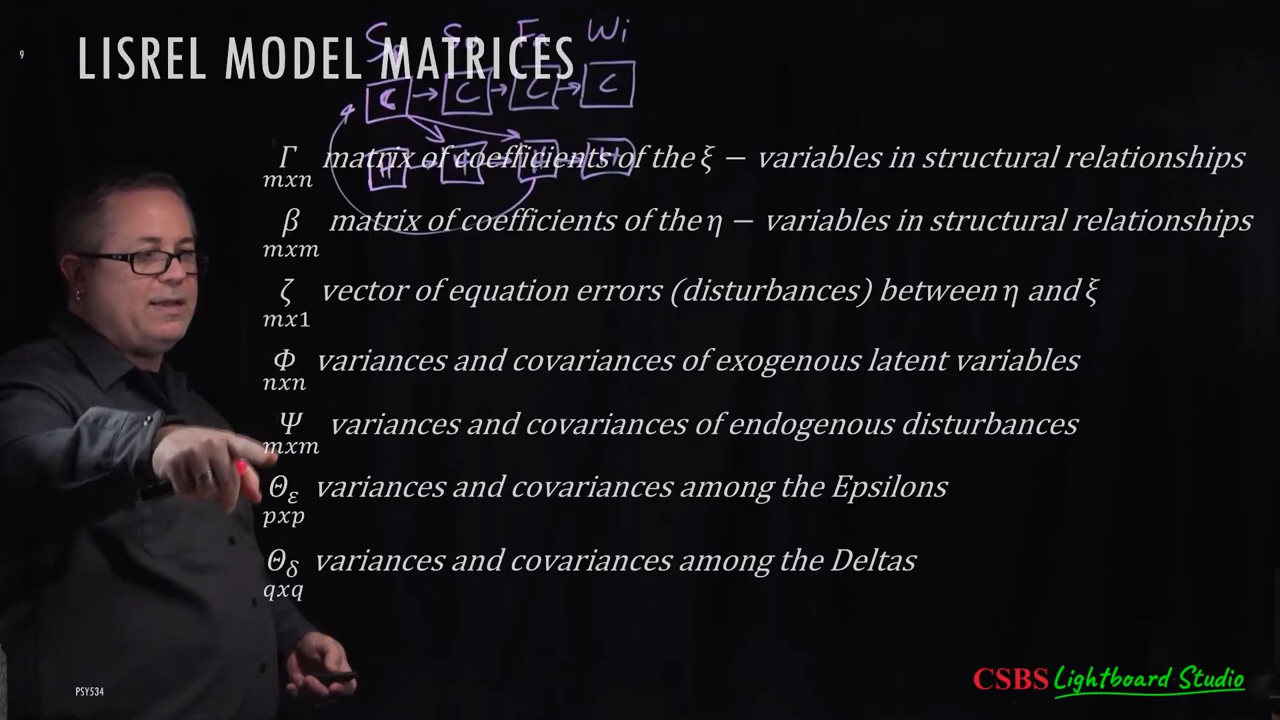 9
LISREL MODEL MATRICES
Wi
C → C → C → C
Γ matrix of coefficients of the ξ − variables in structural relationships
mxn
β matrix of coefficients of the η − variables in structural relationships
mxm
ζ vector of equation errors (disturbances) between η and ξ
mx1
Φ variances and covariances of exogenous latent variables
nxn
Ψ variances and covariances of endogenous disturbances
mxm
Θε variances and covariances among the Epsilons
pxp
Θδ variances and covariances among the Deltas
qxq
PSY534
CSBS Lightboard Studio